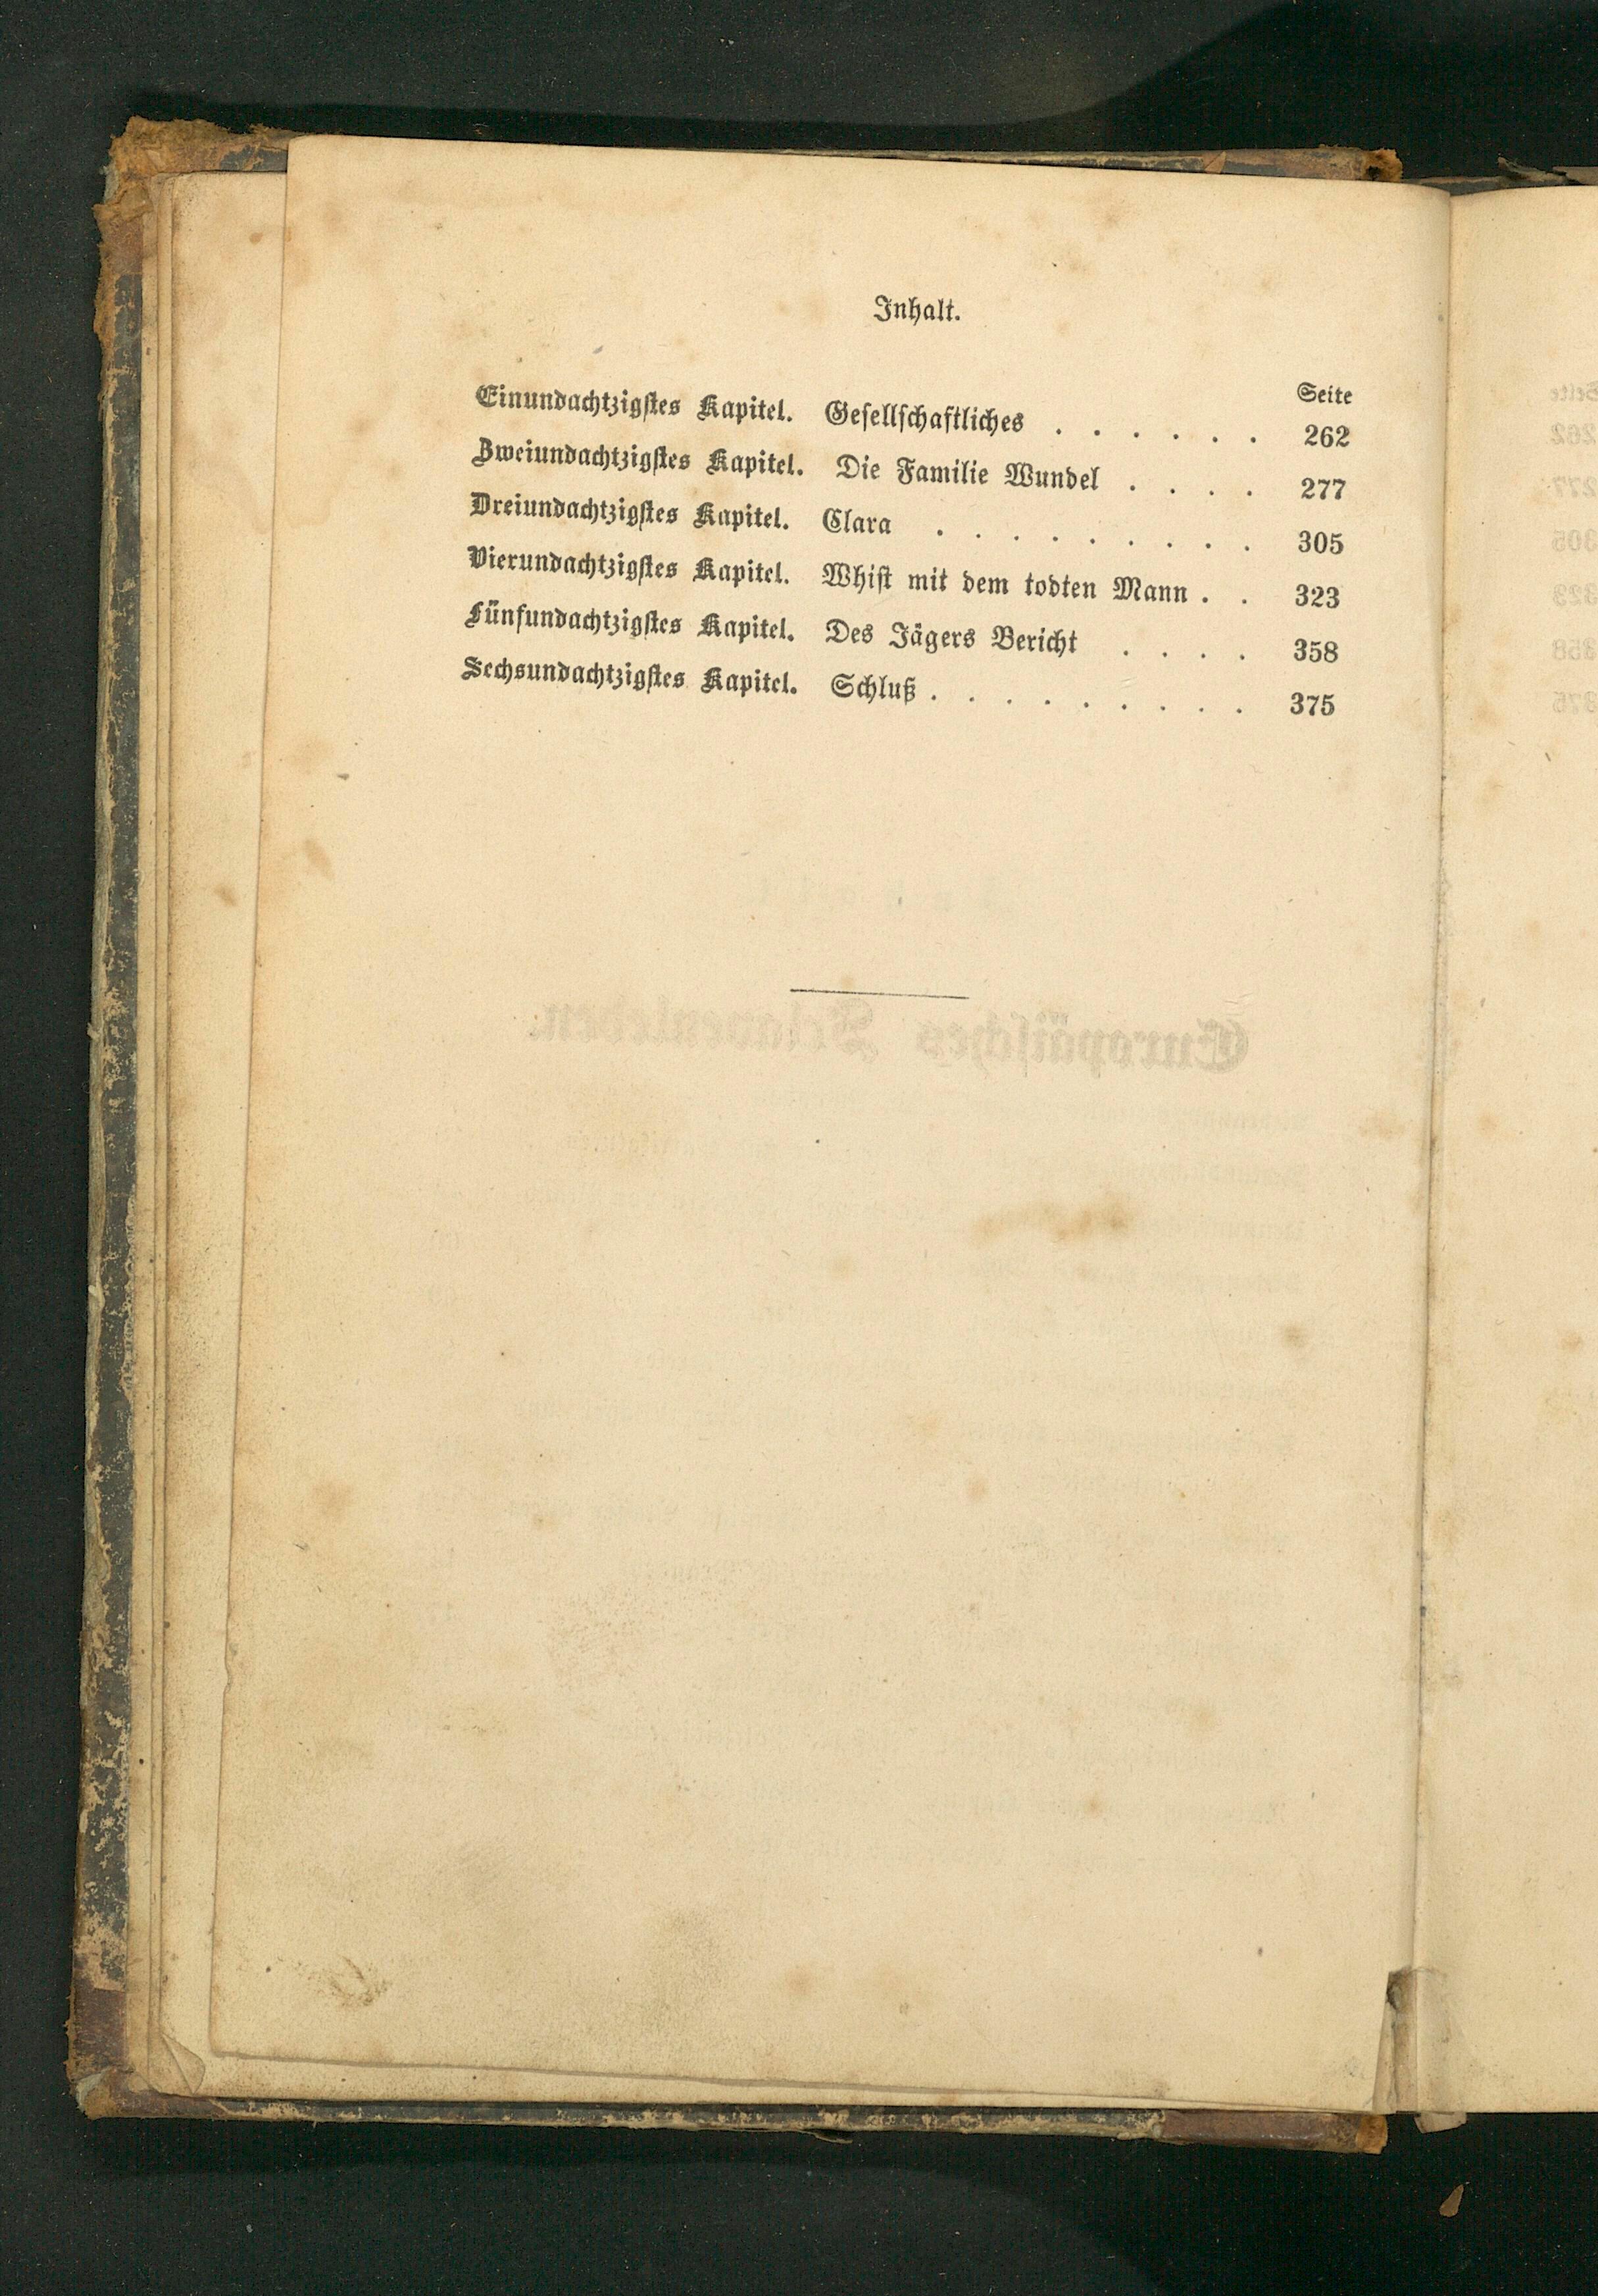 Inhalt.
Seite
Einundachtzigstes Kapitel. Gesellschaftliches . . . . . . 262
Zweiundachtzigstes Kapitel. Die Familie Wundel . . . . 277
Dreiundachtzigstes Kapitel. Clara . . . . . . . . . 305
Vierundachtzigstes Kapitel. Whist mit dem todten Mann . . 323
Fünfundachtzigstes Kapitel. Des Jägers Bericht . . . . 358
Sechsundachtzigstes Kapitel. Schluß . . . . . . . . . 375